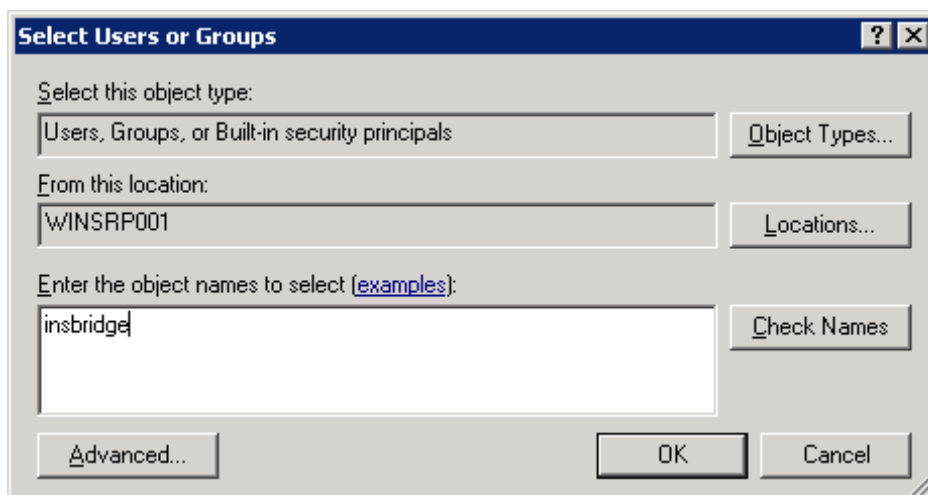 Select Users or Groups
Select this object type:
Users, Groups, or Built-in security principals
Object Types...
From this location:
WINSRP001
Locations...
Enter the object names to select (examples):
insbridge
Check Names
Advanced...
OK
Cancel